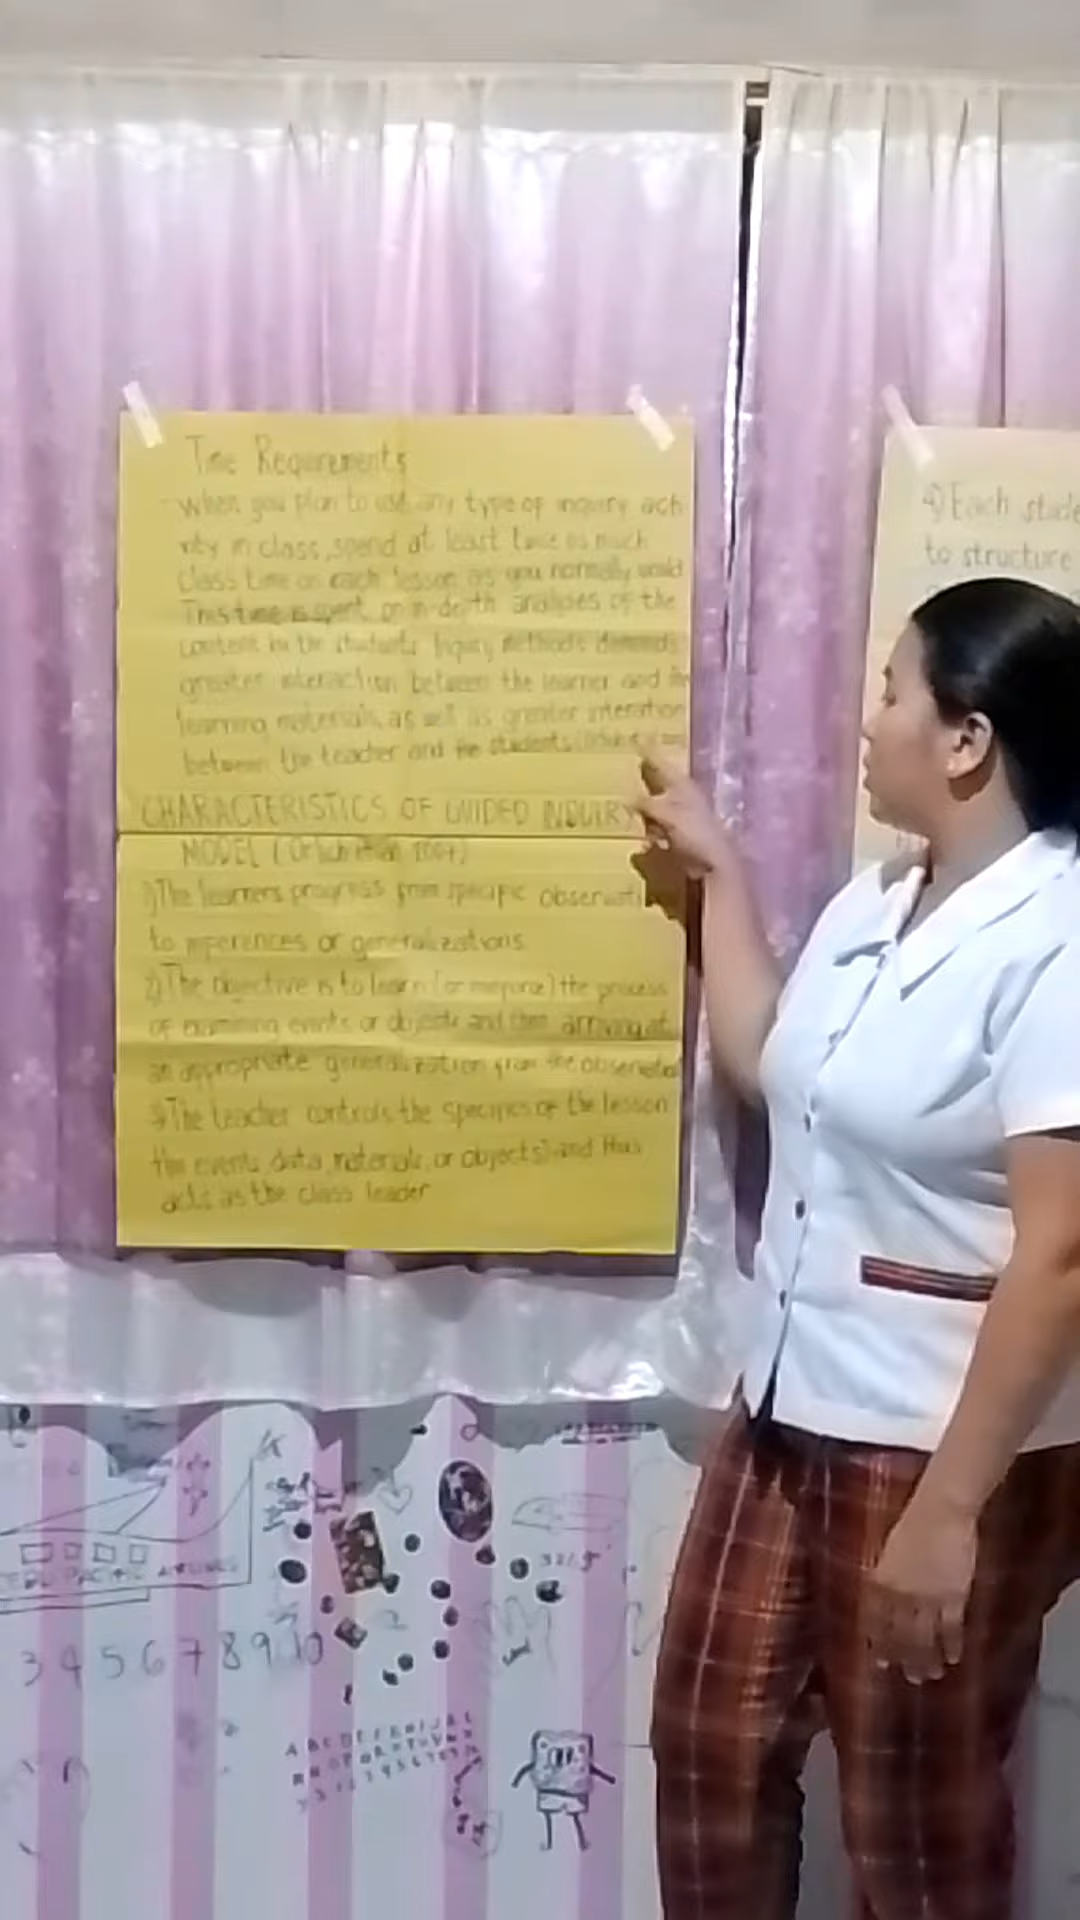 Time Requirements
- When you plan to use any type of inquiry acti
vity in class, spend at least twice as much
class time on each lesson as you normally would
This time is spent on in-depth analyses of the
content by the students. Inquiry methods demands
greater interaction between the learner and the
learning materials, as well as greater interation
between the teacher and the students
CHARACTERISTICS OF GUIDED INQUIRY
MODEL (
1) The learners progress from specific observati
to inferences or generalizations
2) The objective is to learn (or reinforce) the process
of examining events or objects and then arriving at
an appropriate generalization from the observation
3) The teacher controls the specifics of the lesson
the events, data, materials, or objects) and thus
acts as the class leader
4) Each stude
to structure
PACIFIC
3 4 5 6 7 8 9 10